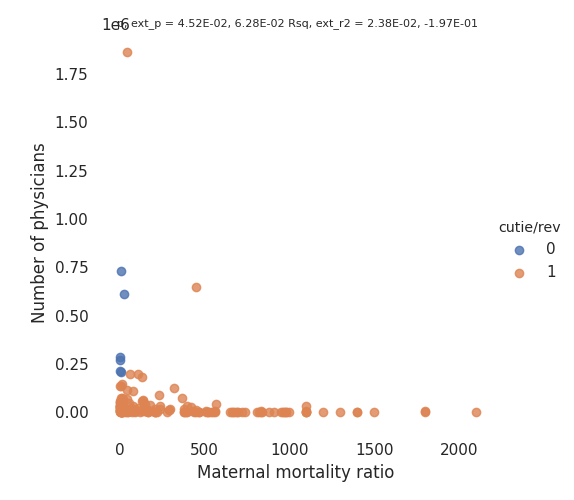 1e6
p, ext_p = 4.52E-02, 6.28E-02 Rsq, ext_r2 = 2.38E-02, -1.97E-01
1.75
1.50
1.25
1.00
0.75
0.50
0.25
0.00
Number of physicians
0 500 1000 1500 2000
Maternal mortality ratio
cutie/rev
0
1